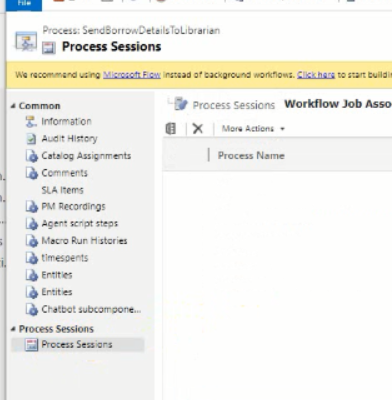 File
Process: SendBorrowDetailsToLibrarian
Process Sessions
We recommend using Microsoft Flow instead of background workflows. Click here to start buildin
Common
Information
Audit History
Catalog Assignments
Comments
SLA Items
PM Recordings
Agent script steps
Macro Run Histories
timespents
Entities
Entities
Chatbot subcompone...
Process Sessions
Process Sessions
Process Sessions Workflow Job Asso
More Actions
Process Name